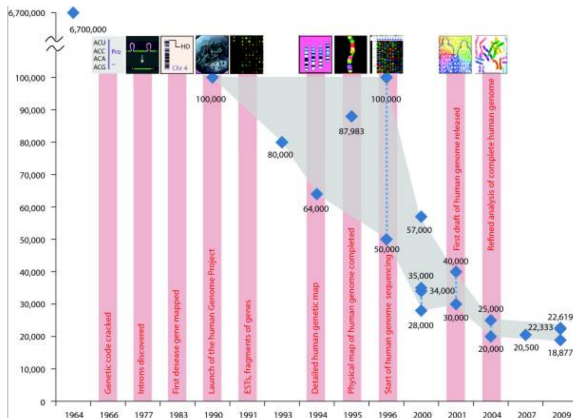 6,700,000
6,700,000
ACU
ACC
ACA
ACG
Pro
HD
Chr 4
100,000
90,000
80,000
70,000
60,000
50,000
40,000
30,000
20,000
10,000
0
100,000
80,000
64,000
87,983
100,000
50,000
57,000
35,000
34,000
28,000
40,000
30,000
25,000
20,000
20,500
22,619
22,333
18,877
Genetic code cracked
Introns discovered
First desease gene mapped
Launch of the human Genome Project
ESTs, fragments of genes
Detailed human genetic map
Physical map of human genome completed
Start of human genome sequencing
First draft of human genome released
Refined analysis of complete human genome
1964 1966 1977 1983 1990 1991 1993 1994 1995 1996 2000 2001 2004 2007 2009